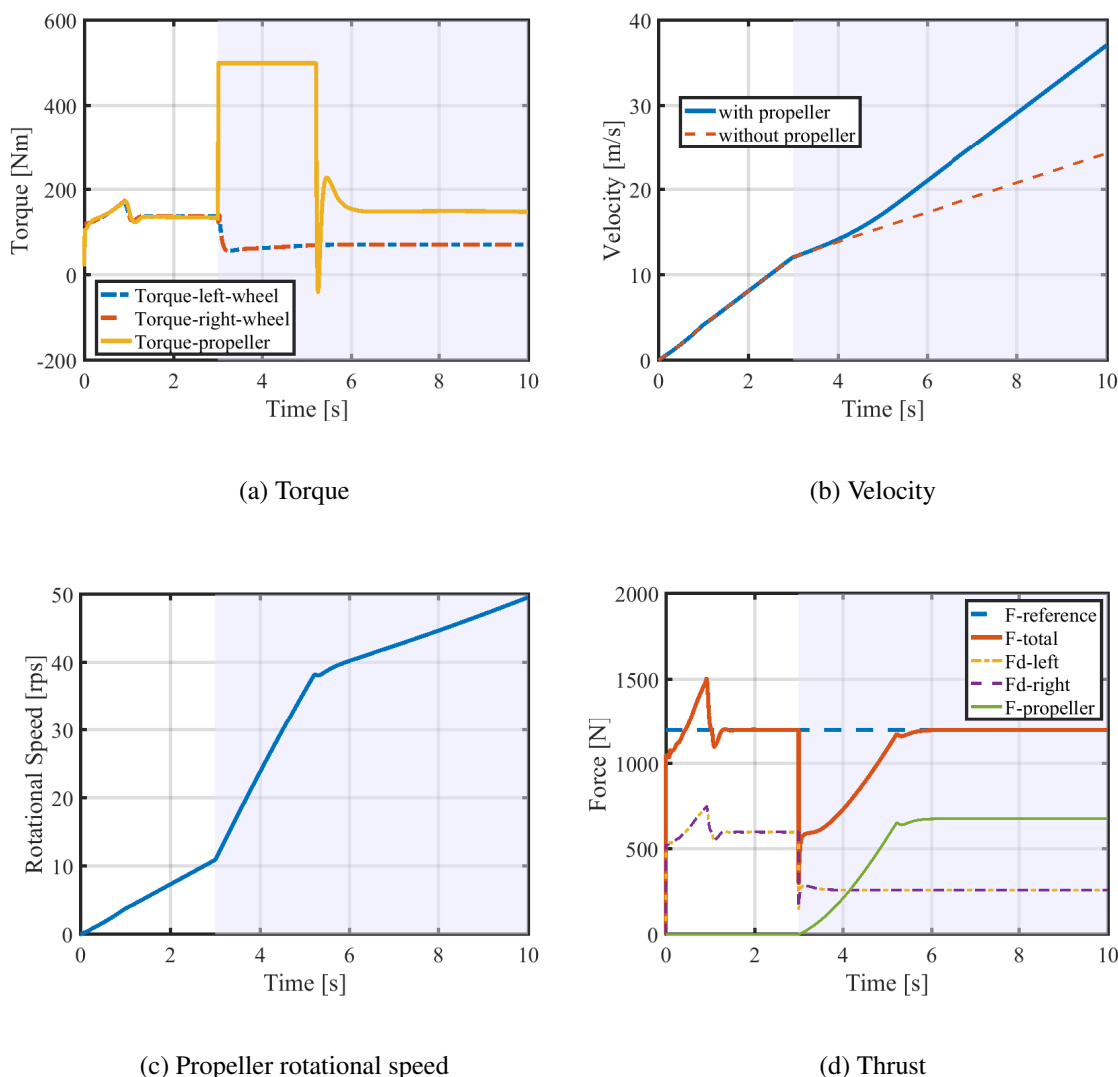 600
400
200
0
-200
Torque [Nm]
Torque-left-wheel
Torque-right-wheel
Torque-propeller
0 2 4 6 8 10
Time [s]
(a) Torque
40
30
20
10
0
Velocity [m/s]
with propeller
without propeller
0 2 4 6 8 10
Time [s]
(b) Velocity
50
40
30
20
10
0
Rotational Speed [rps]
0 2 4 6 8 10
Time [s]
(c) Propeller rotational speed
2000
1500
1000
500
0
Force [N]
F-reference
F-total
Fd-left
Fd-right
F-propeller
0 2 4 6 8 10
Time [s]
(d) Thrust